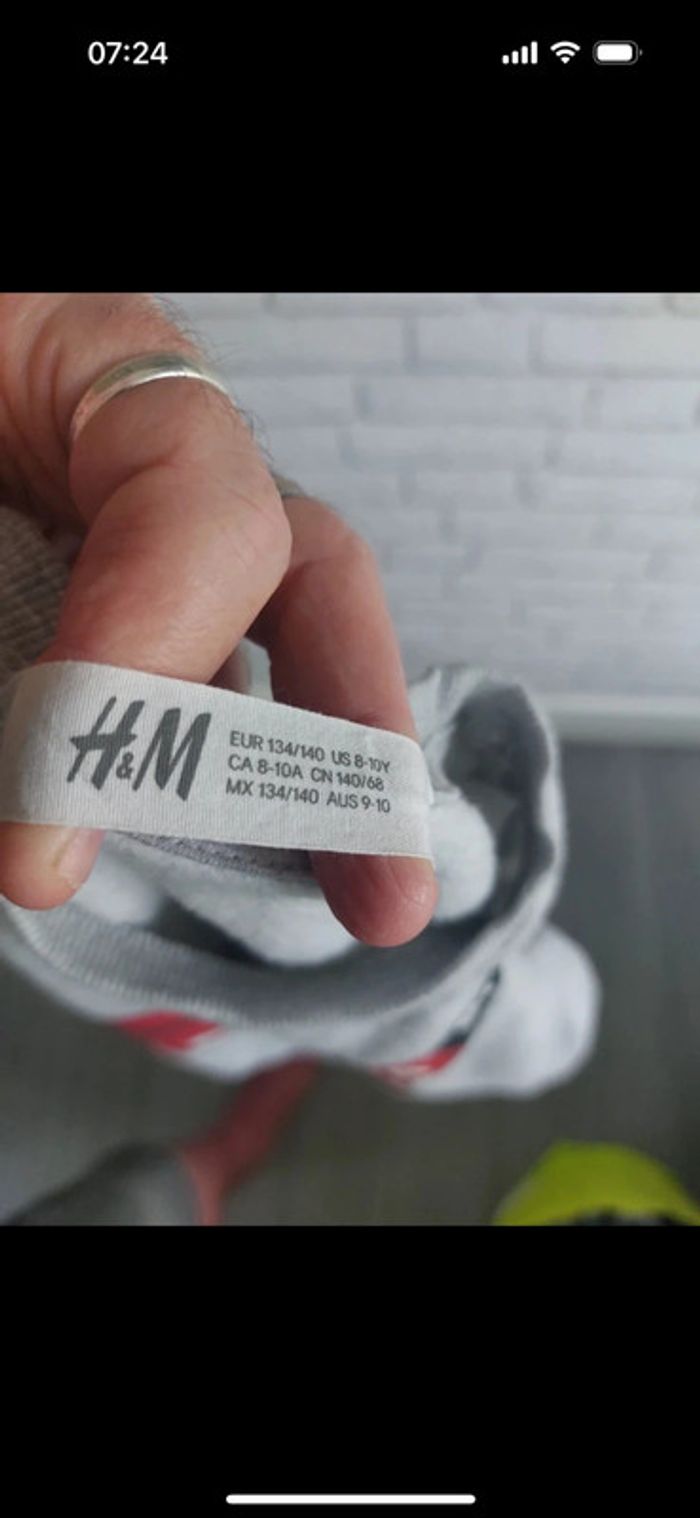 07:24
H&M
EUR 134/140 US 8-10Y
CA 8-10A CN 140/68
MX 134/140 AUS 9-10